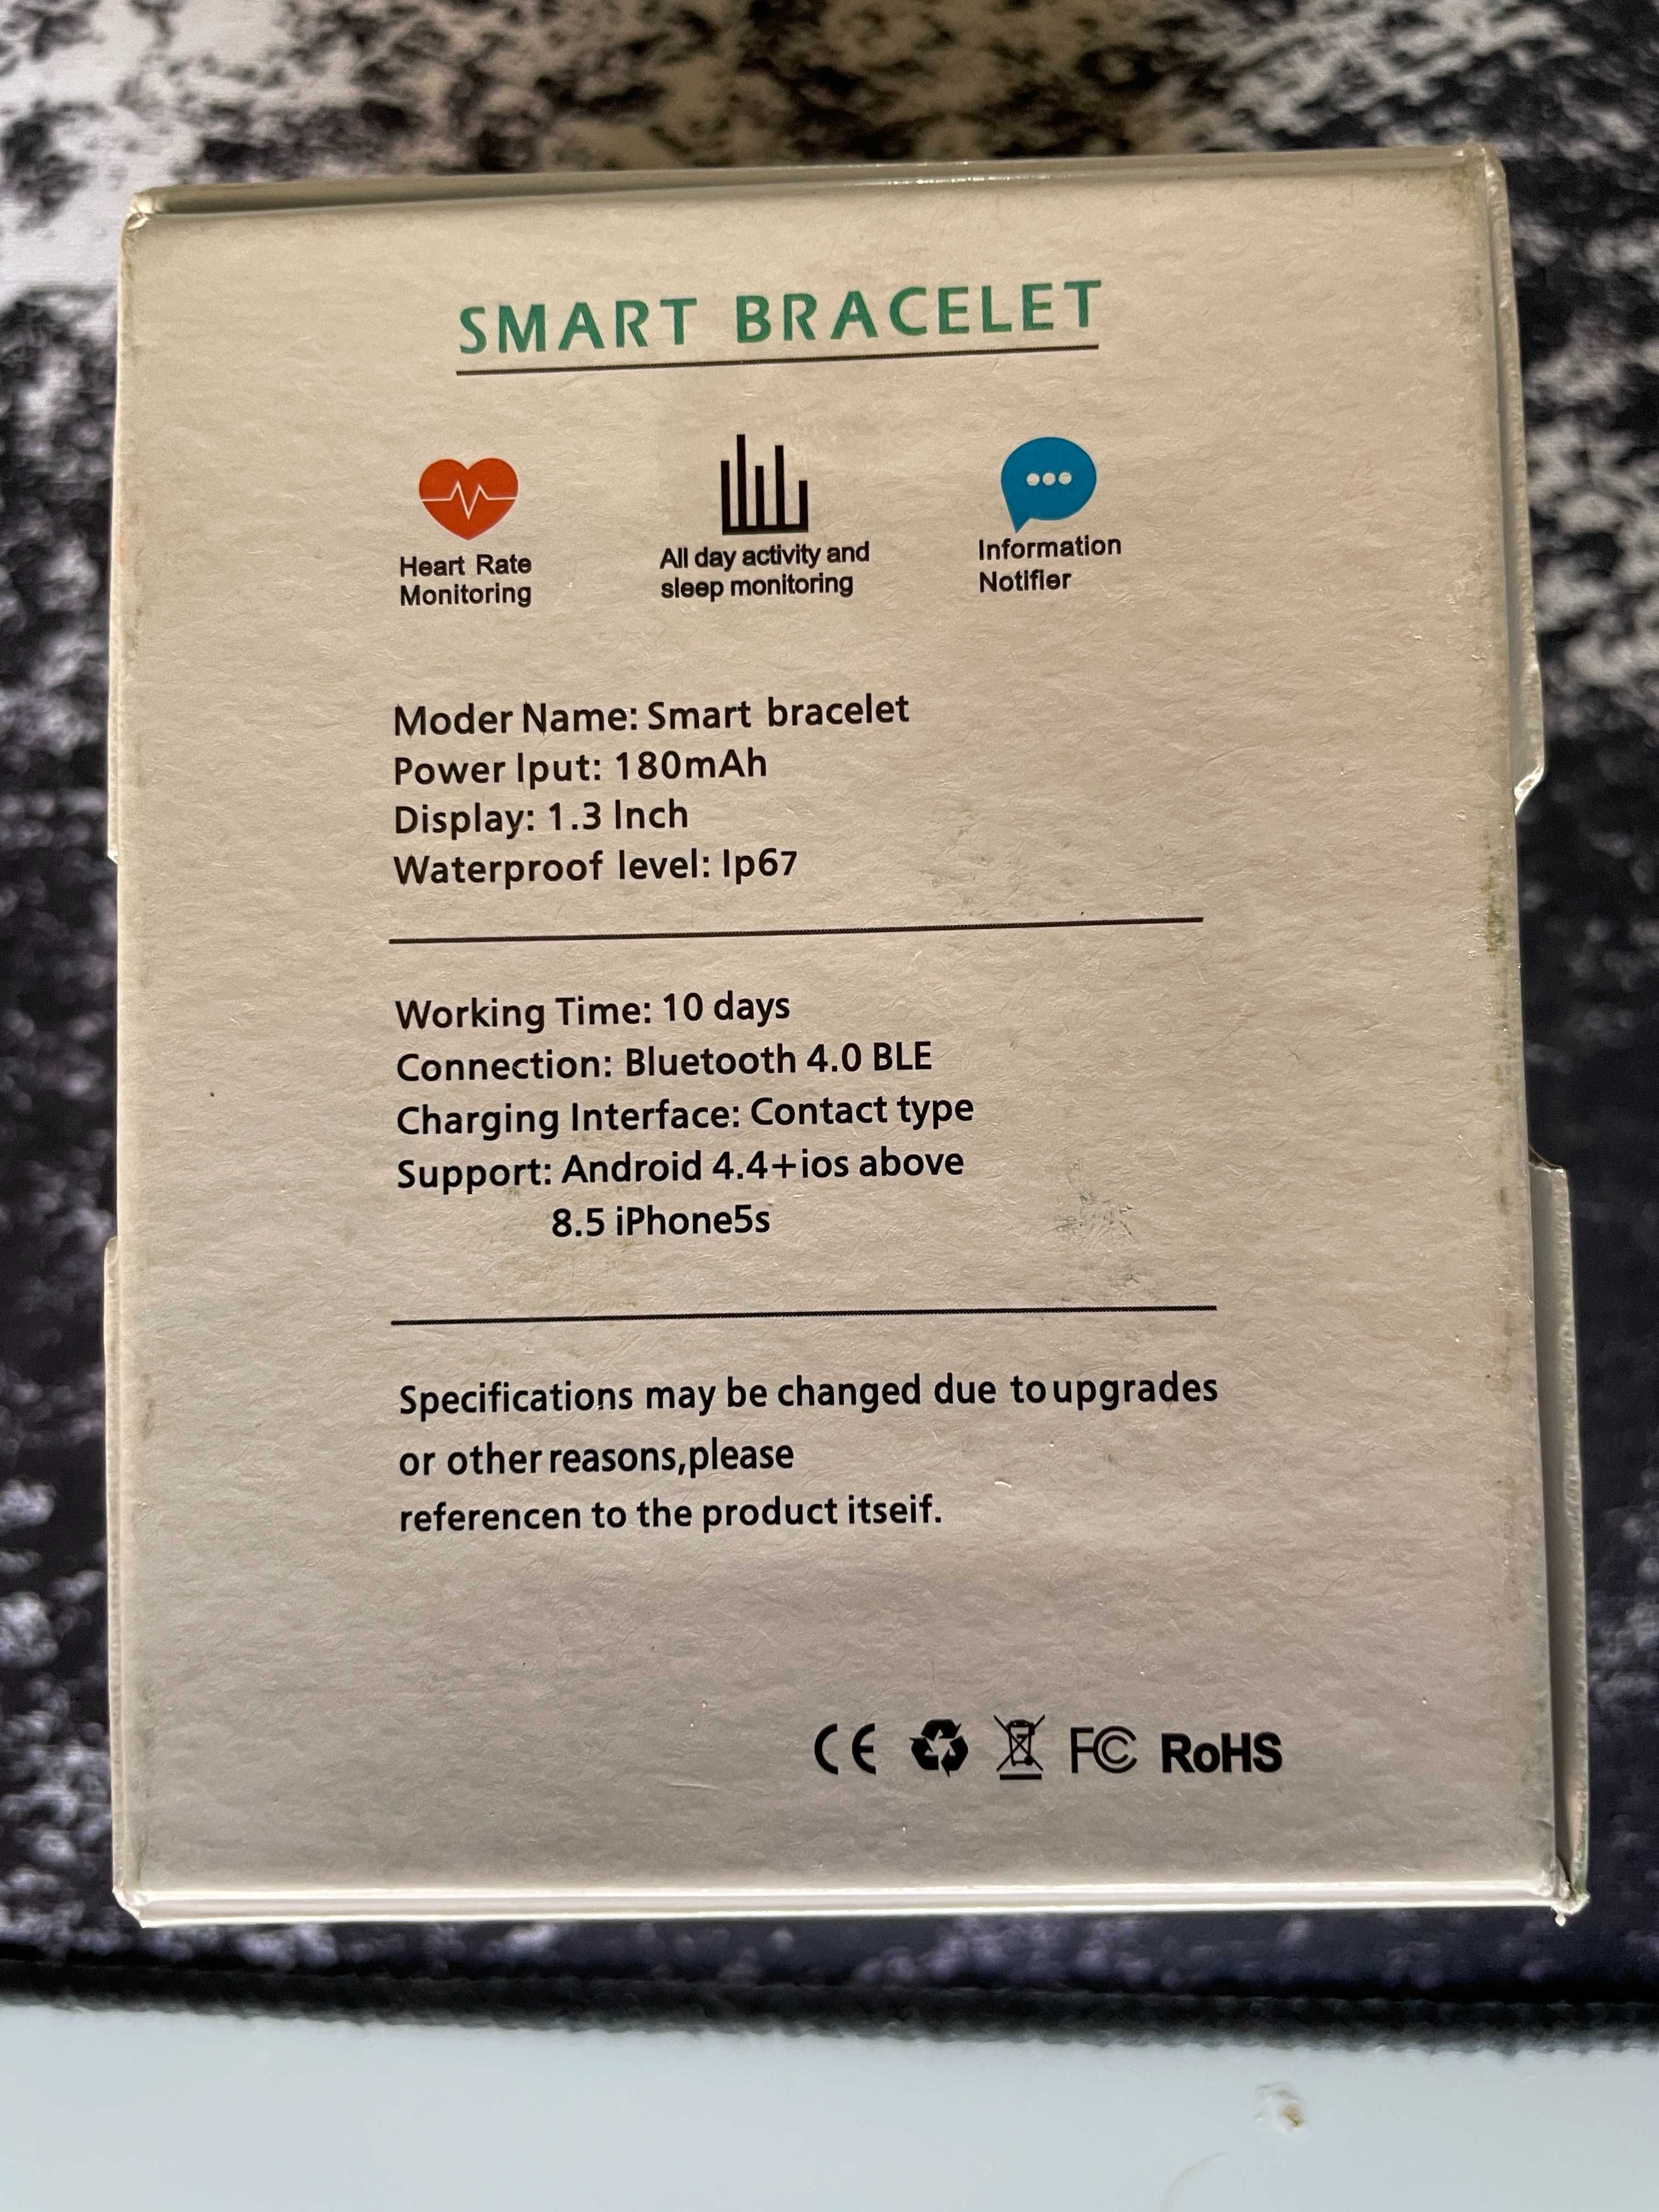 SMART BRACELET
Heart Rate
Monitoring
All day activity and
sleep monitoring
Information
Notifier
Moder Name: Smart bracelet
Power Iput: 180mAh
Display: 1.3 Inch
Waterproof level: Ip67
Working Time: 10 days
Connection: Bluetooth 4.0 BLE
Charging Interface: Contact type
Support: Android 4.4+ios above
8.5 iPhone5s
Specifications may be changed due toupgrades
or other reasons,please
referencen to the product itseif.
CE FC RoHS